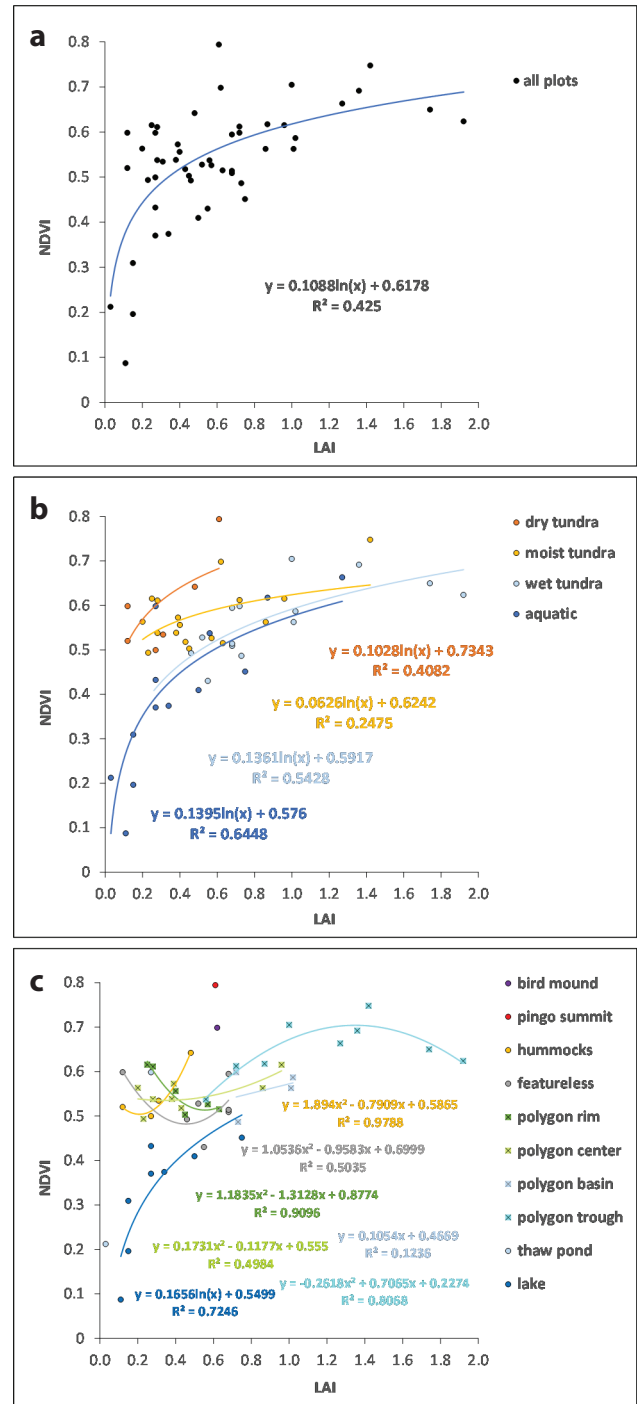 a
0.8
0.7
0.6
0.5
0.4
0.3
0.2
0.1
0
NDVI
all plots
y = 0.1088ln(x) + 0.6178
R² = 0.425
0.0 0.2 0.4 0.6 0.8 1.0 1.2 1.4 1.6 1.8 2.0
LAI
b
0.8
0.7
0.6
0.5
0.4
0.3
0.2
0.1
0
NDVI
dry tundra
moist tundra
wet tundra
aquatic
y = 0.1028ln(x) + 0.7343
R² = 0.4082
y = 0.0626ln(x) + 0.6242
R² = 0.2475
y = 0.1361ln(x) + 0.5917
R² = 0.5428
y = 0.1395ln(x) + 0.576
R² = 0.6448
0.0 0.2 0.4 0.6 0.8 1.0 1.2 1.4 1.6 1.8 2.0
LAI
c
0.8
0.7
0.6
0.5
0.4
0.3
0.2
0.1
0
NDVI
bird mound
pingo summit
hummocks
featureless
polygon rim
polygon center
polygon basin
polygon trough
thaw pond
lake
y = 1.894x² - 0.7909x + 0.5865
R² = 0.9788
y = 1.0536x² - 0.9583x + 0.6999
R² = 0.5035
y = 1.1835x² - 1.3128x + 0.8774
R² = 0.9096
y = 0.1054x + 0.4669
R² = 0.1236
y = 0.1731x² - 0.1177x + 0.555
R² = 0.4984
y = -0.2618x² + 0.7065x + 0.2274
R² = 0.8068
y = 0.1656ln(x) + 0.5499
R² = 0.7246
0.0 0.2 0.4 0.6 0.8 1.0 1.2 1.4 1.6 1.8 2.0
LAI